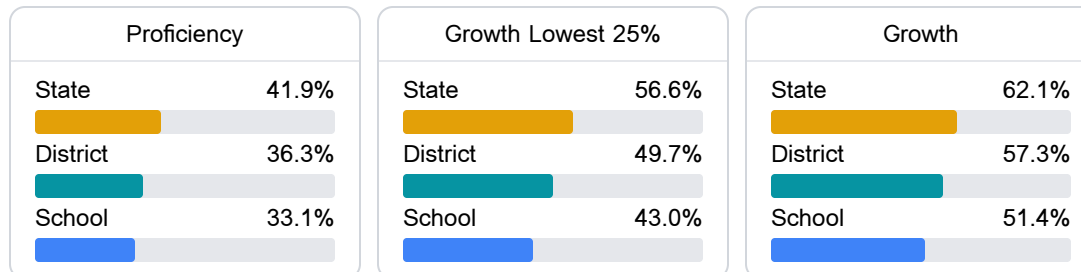 Proficiency
State 41.9%
District 36.3%
School 33.1%
Growth Lowest 25%
State 56.6%
District 49.7%
School 43.0%
Growth
State 62.1%
District 57.3%
School 51.4%